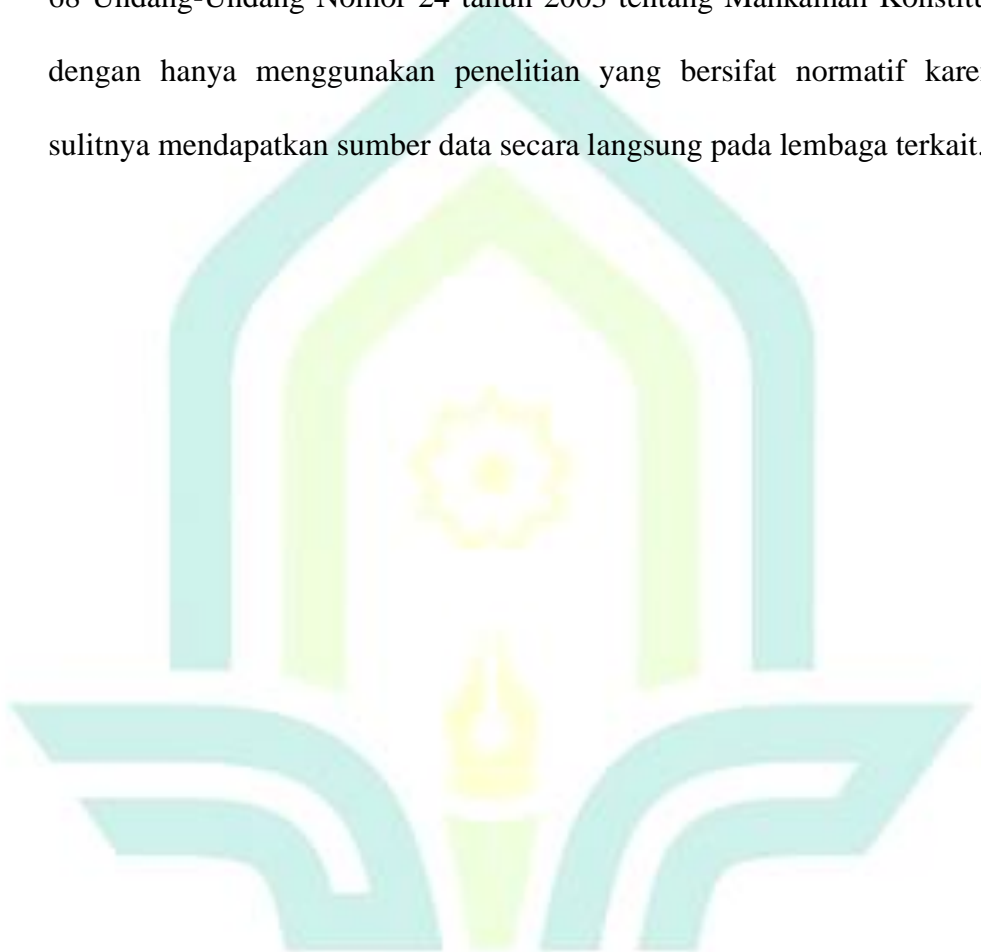 68 Undang-Undang Nomor 24 tahun 2003 tentang Mahkamah Konstitu
dengan hanya menggunakan penelitian yang bersifat normatif kare
sulitnya mendapatkan sumber data secara langsung pada lembaga terkait.